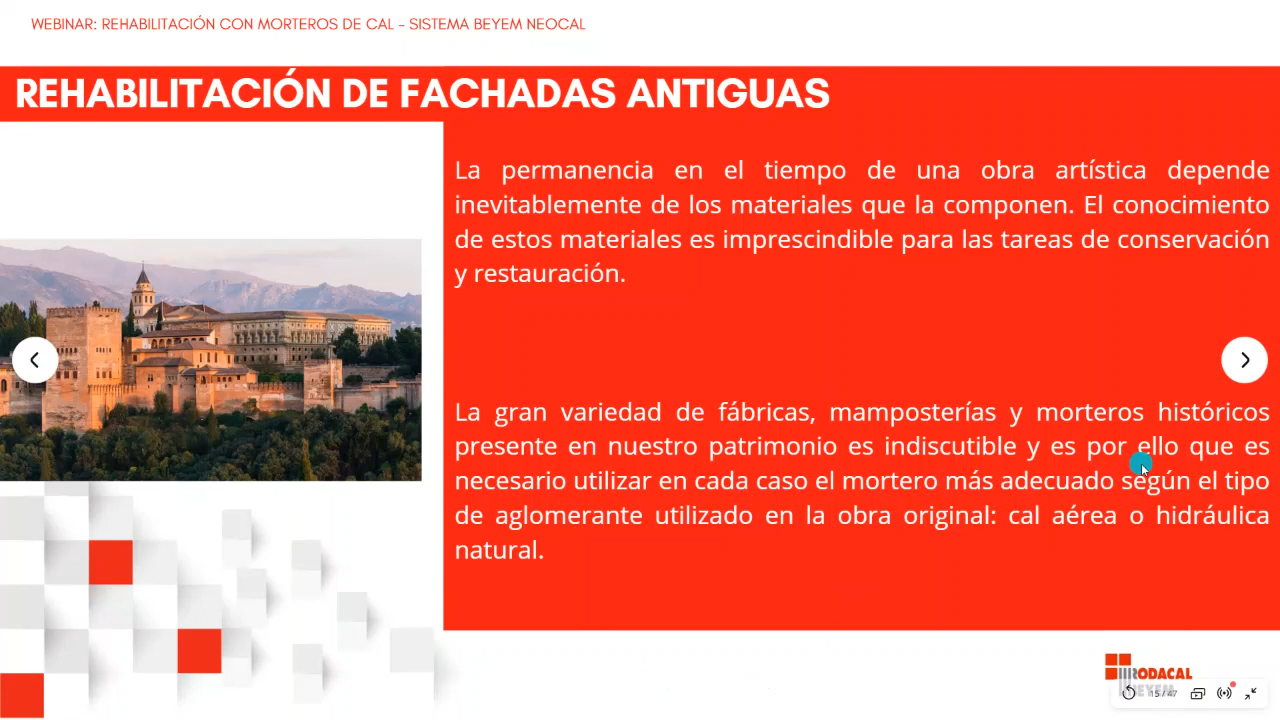 WEBINAR: REHABILITACIÓN CON MORTEROS DE CAL - SISTEMA BEYEM NEOCAL
REHABILITACIÓN DE FACHADAS ANTIGUAS
La permanencia en el tiempo de una obra artística depende
inevitablemente de los materiales que la componen. El conocimiento
de estos materiales es imprescindible para las tareas de conservación
y restauración.
La gran variedad de fábricas, mamposterías y morteros históricos
presente en nuestro patrimonio es indiscutible y es por ello que es
necesario utilizar en cada caso el mortero más adecuado según el tipo
de aglomerante utilizado en la obra original: cal aérea o hidráulica
natural.
RODACAL
BEYEM
15 / 47